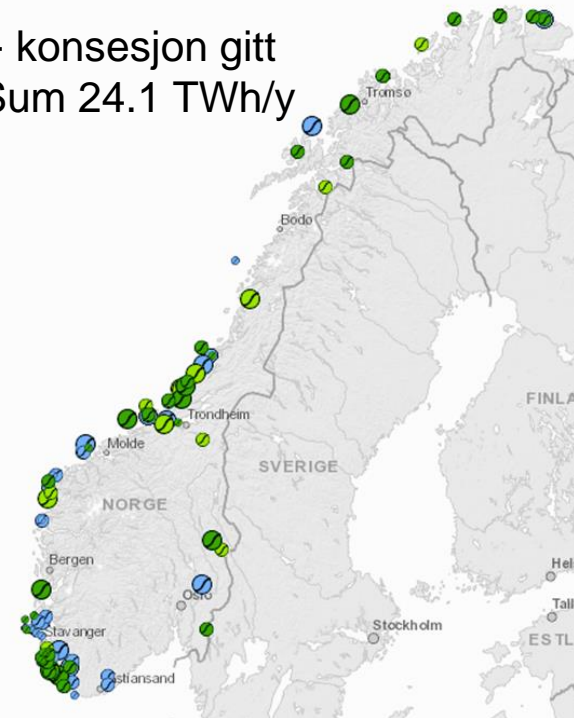 - konsesjon gitt
Sum 24.1 TWh/y
Tromsø
Bodø
Trondheim
Molde
SVERIGE
NORGE
FINLA
Bergen
Oslo
Hel
Tall
Stavanger
Stockholm
ESTL
stiansand